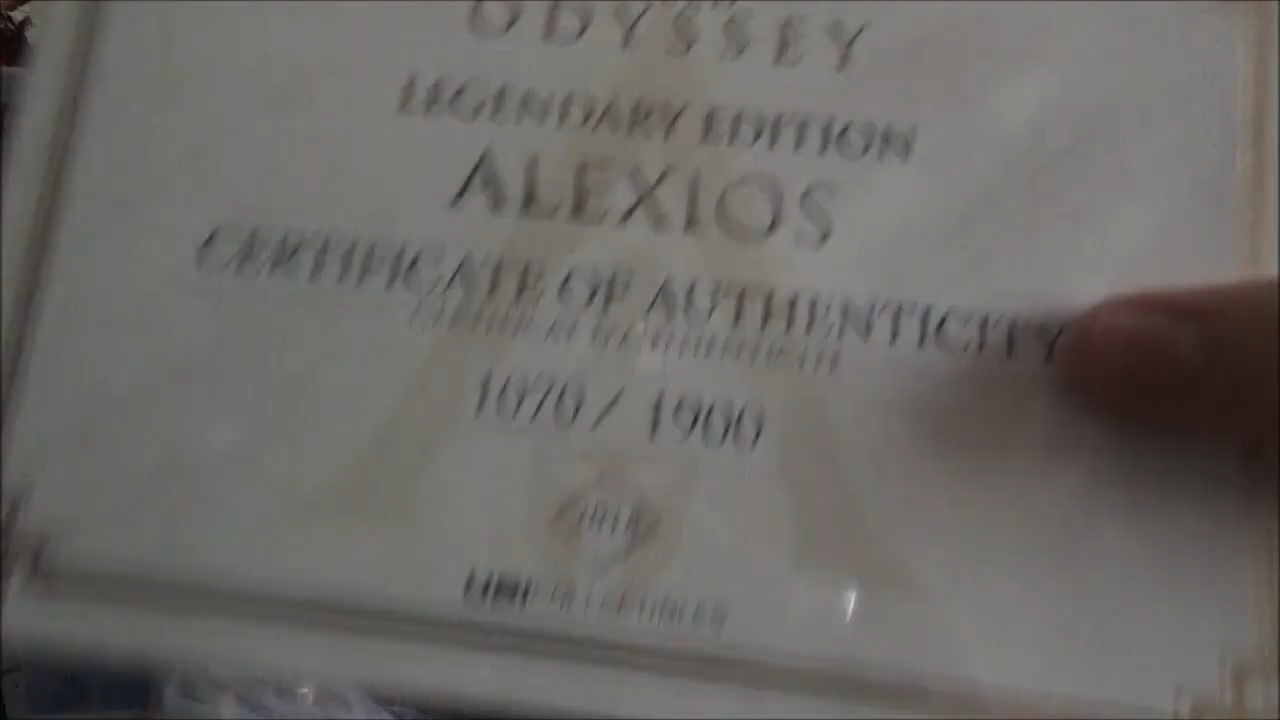 ODYSSEY
LEGENDARY EDITION
ALEXIOS
CERTIFICATE OF AUTHENTICITY
1070 / 1900